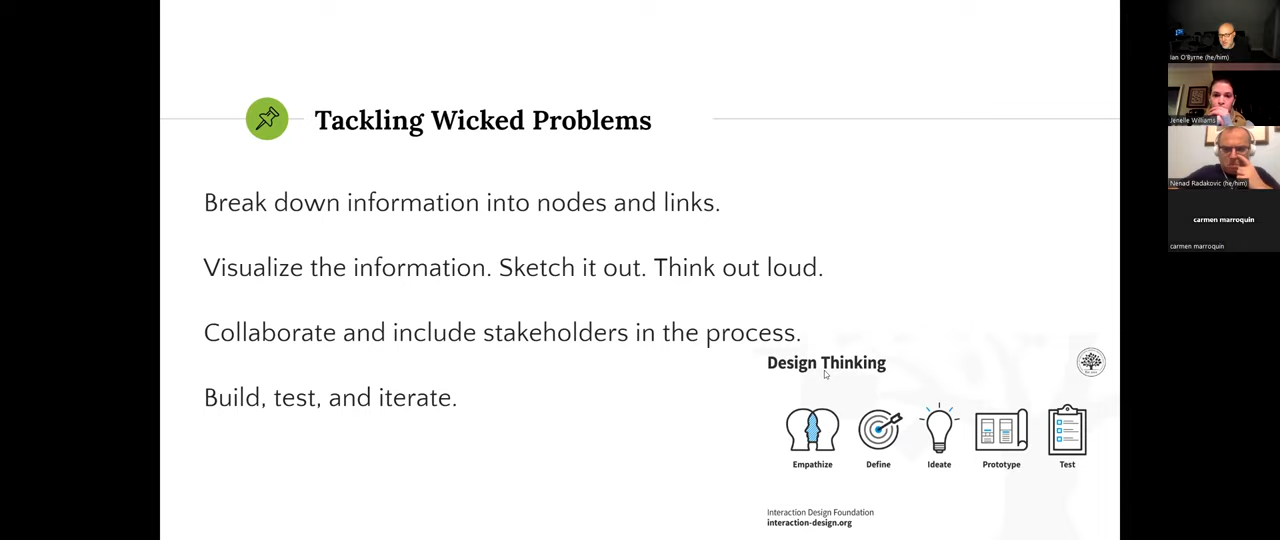 Tackling Wicked Problems
Break down information into nodes and links.
Visualize the information. Sketch it out. Think out loud.
Collaborate and include stakeholders in the process.
Build, test, and iterate.
Design Thinking
Empathize
Define
Ideate
Prototype
Test
Interaction Design Foundation
interaction-design.org
Ian O'Byrne (he/him)
Jenelle Williams
Nenad Radakovic (he/him)
carmen marroquin
carmen marroquin